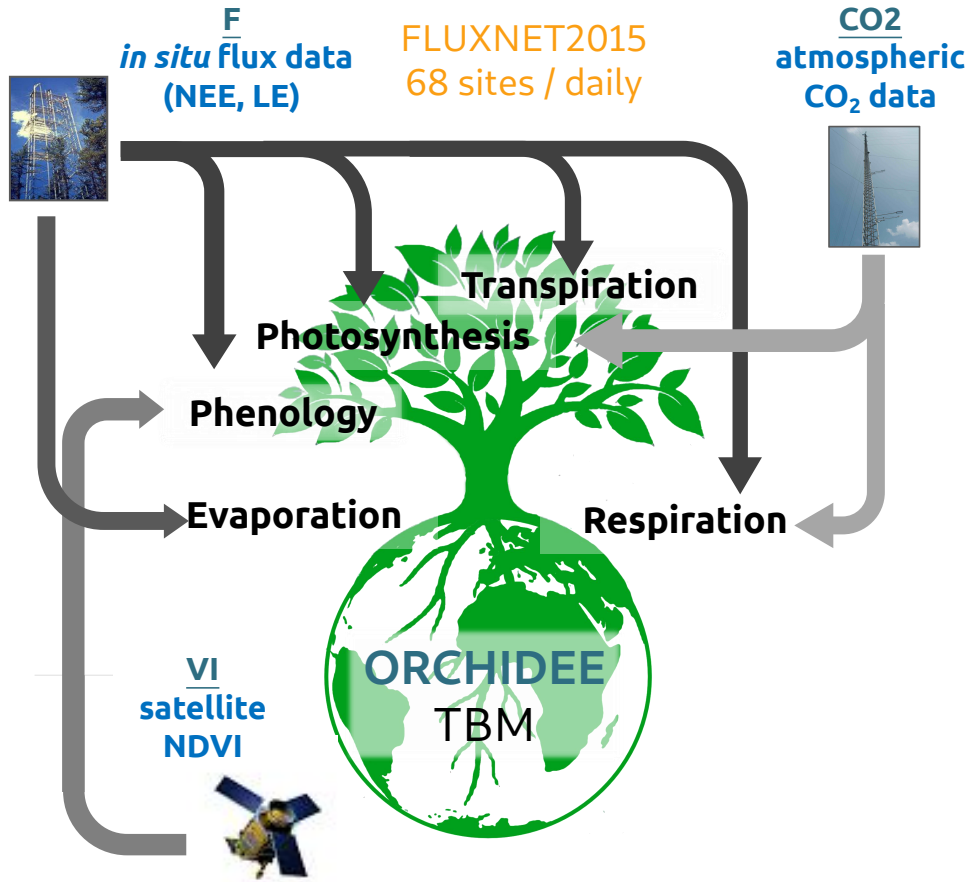 F
in situ flux data
(NEE, LE)
FLUXNET2015
68 sites / daily
CO2
atmospheric
CO₂ data
Transpiration
Photosynthesis
Phenology
Evaporation
Respiration
ORCHIDEE
TBM
VI
satellite
NDVI